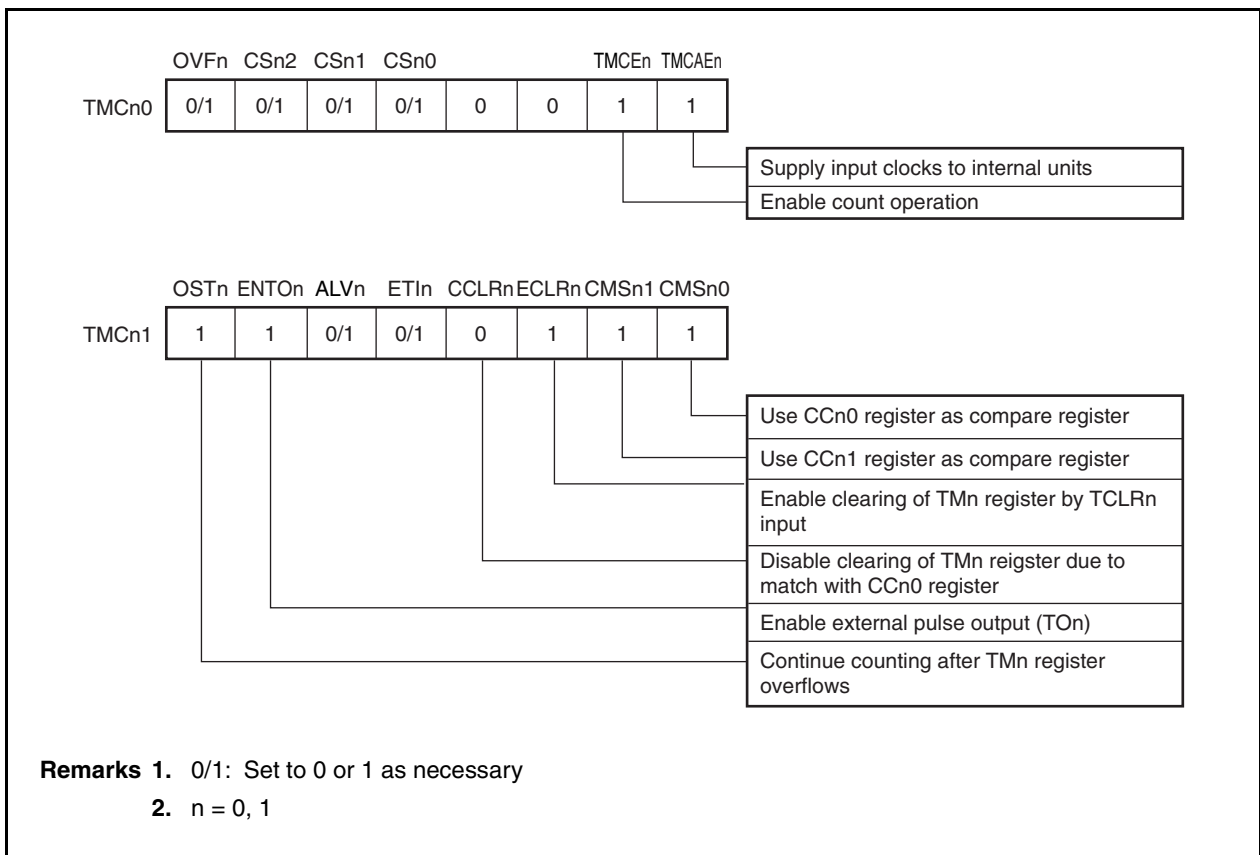 OVFn CSn2 CSn1 CSn0 TMCEn TMCAEn
TMCn0 0/1 0/1 0/1 0/1 0 0 1 1
Supply input clocks to internal units
Enable count operation
OSTn ENTOn ALVn ETIn CCLRn ECLRn CMSn1 CMSn0
TMCn1 1 1 0/1 0/1 0 1 1 1
Use CCn0 register as compare register
Use CCn1 register as compare register
Enable clearing of TMn register by TCLRn
input
Disable clearing of TMn reigster due to
match with CCn0 register
Enable external pulse output (TOn)
Continue counting after TMn register
overflows
Remarks 1. 0/1: Set to 0 or 1 as necessary
2. n = 0, 1